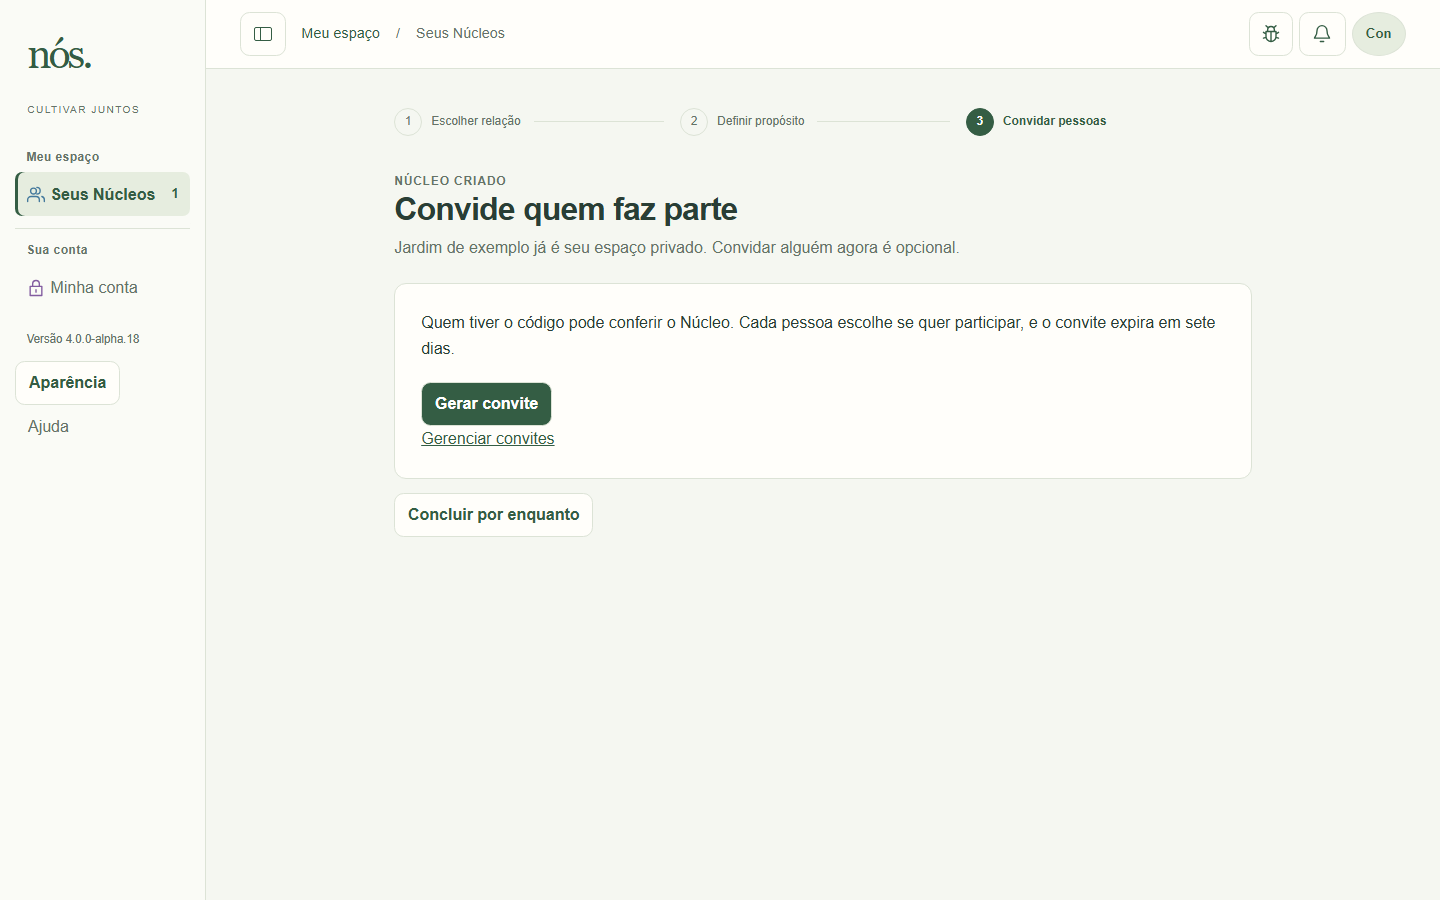 nós.
CULTIVAR JUNTOS
Meu espaço
Seus Núcleos 1
Sua conta
Minha conta
Versão 4.0.0-alpha.18
Aparência
Ajuda
Meu espaço / Seus Núcleos
Con
1 Escolher relação
2 Definir propósito
3 Convidar pessoas
NÚCLEO CRIADO
Convide quem faz parte
Jardim de exemplo já é seu espaço privado. Convidar alguém agora é opcional.
Quem tiver o código pode conferir o Núcleo. Cada pessoa escolhe se quer participar, e o convite expira em sete
dias.
Gerar convite
Gerenciar convites
Concluir por enquanto